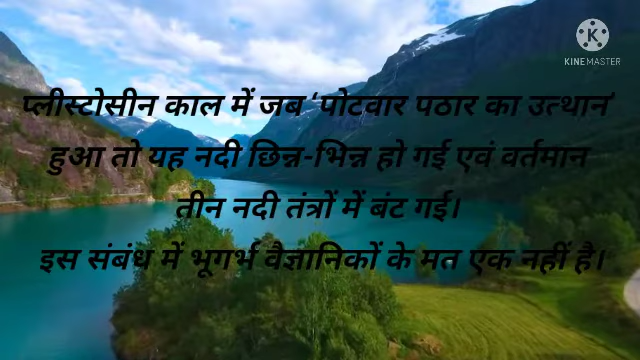 K
KINEMASTER
प्लीस्टोसीन काल में जब ‘पोटवार पठार का उत्थान’
हुआ तो यह नदी छिन्न-भिन्न हो गई एवं वर्तमान
तीन नदी तंत्रों में बंट गई।
इस संबंध में भूगर्भ वैज्ञानिकों के मत एक नहीं है।